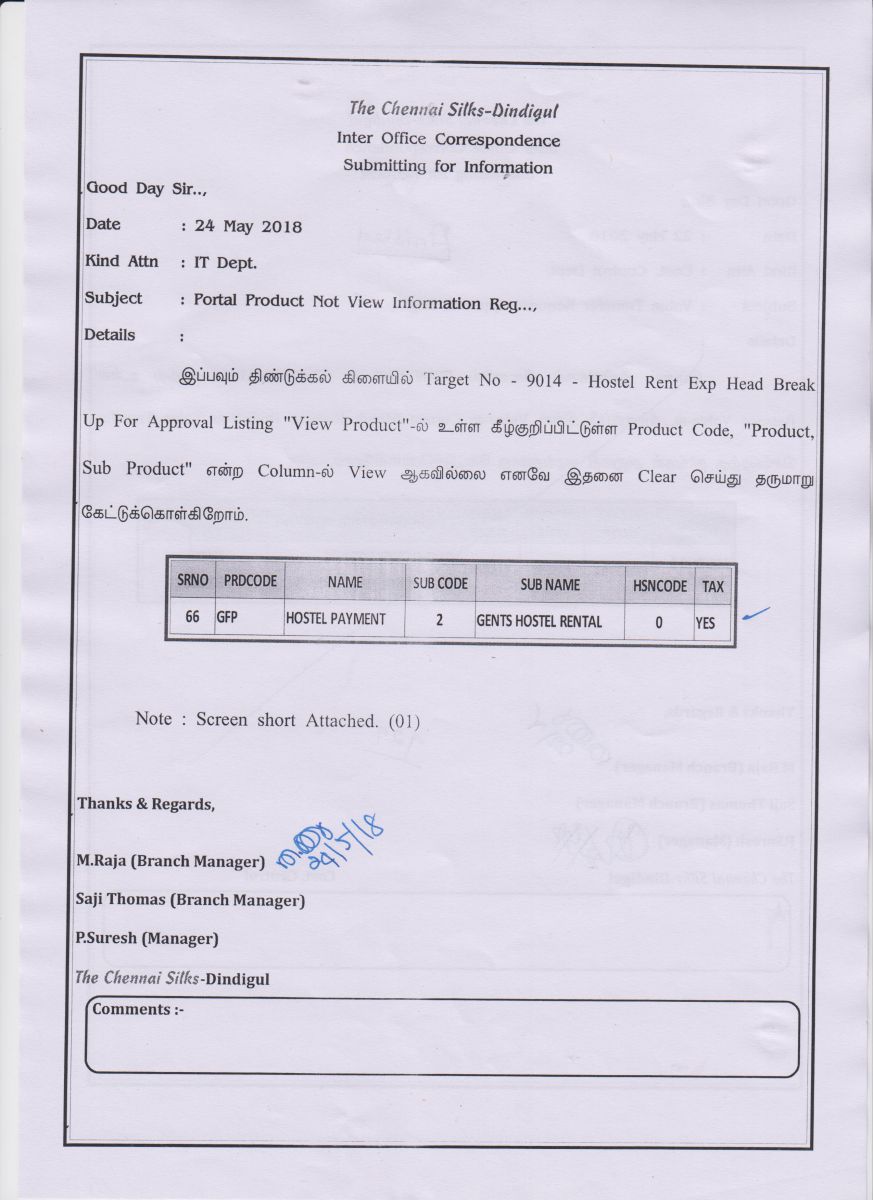 The Chennai Silks-Dindigul
Inter Office Correspondence
Submitting for Information
Good Day Sir..,
Date : 24 May 2018
Kind Attn : IT Dept.
Subject : Portal Product Not View Information Reg...,
Details :
இப்பவும் திண்டுக்கல் கிளையில் Target No - 9014 - Hostel Rent Exp Head Break
Up For Approval Listing "View Product"-ல் உள்ள கீழ்குறிப்பிட்டுள்ள Product Code, "Product,
Sub Product" என்ற Column-ல் View ஆகவில்லை எனவே இதனை Clear செய்து தருமாறு
கேட்டுக்கொள்கிறோம்.
SRNO PRDCODE NAME SUB CODE SUB NAME HSNCODE TAX
66 GFP HOSTEL PAYMENT 2 GENTS HOSTEL RENTAL 0 YES
Note : Screen short Attached. (01)
Thanks & Regards,
M.Raja (Branch Manager)
24/5/18
Saji Thomas (Branch Manager)
P.Suresh (Manager)
The Chennai Silks-Dindigul
Comments :-